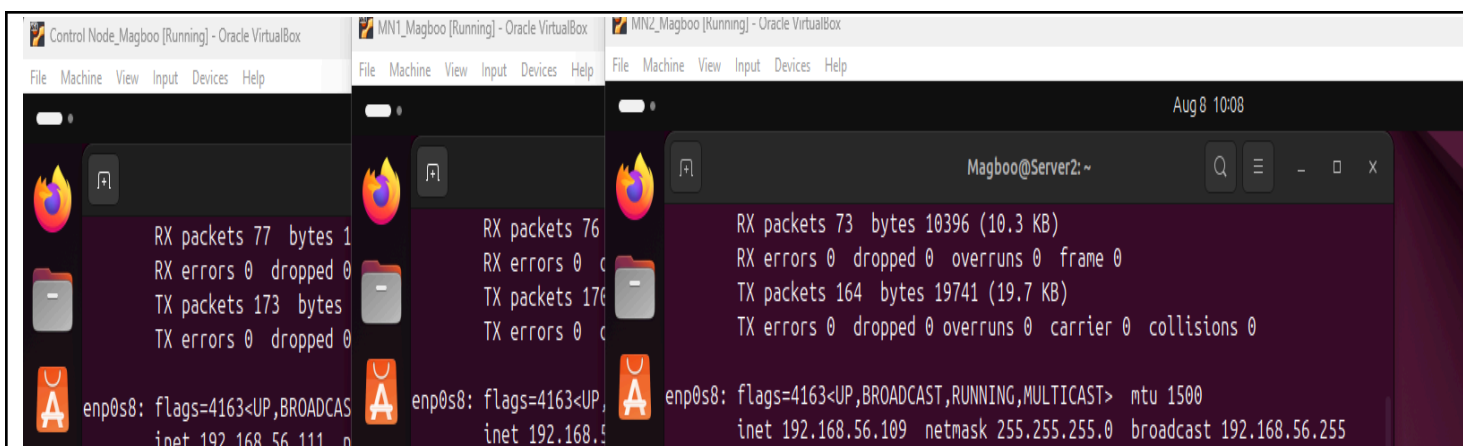 Control Node_Magboo [Running] - Oracle VirtualBox
File Machine View Input Devices Help
RX packets 77 bytes 1
RX errors 0 dropped 0
TX packets 173 bytes
TX errors 0 dropped 0
enp0s8: flags=4163<UP,BROADCAS
inet 192.168.56.111
MN1_Magboo [Running] - Oracle VirtualBox
File Machine View Input Devices Help
RX packets 76
RX errors 0
TX packets 170
TX errors 0
enp0s8: flags=4163<UP,
inet 192.168.5
MN2_Magboo [Running] - Oracle VirtualBox
File Machine View Input Devices Help
Aug 8 10:08
Magboo@Server2: ~
RX packets 73 bytes 10396 (10.3 KB)
RX errors 0 dropped 0 overruns 0 frame 0
TX packets 164 bytes 19741 (19.7 KB)
TX errors 0 dropped 0 overruns 0 carrier 0 collisions 0
enp0s8: flags=4163<UP,BROADCAST,RUNNING,MULTICAST> mtu 1500
inet 192.168.56.109 netmask 255.255.255.0 broadcast 192.168.56.255